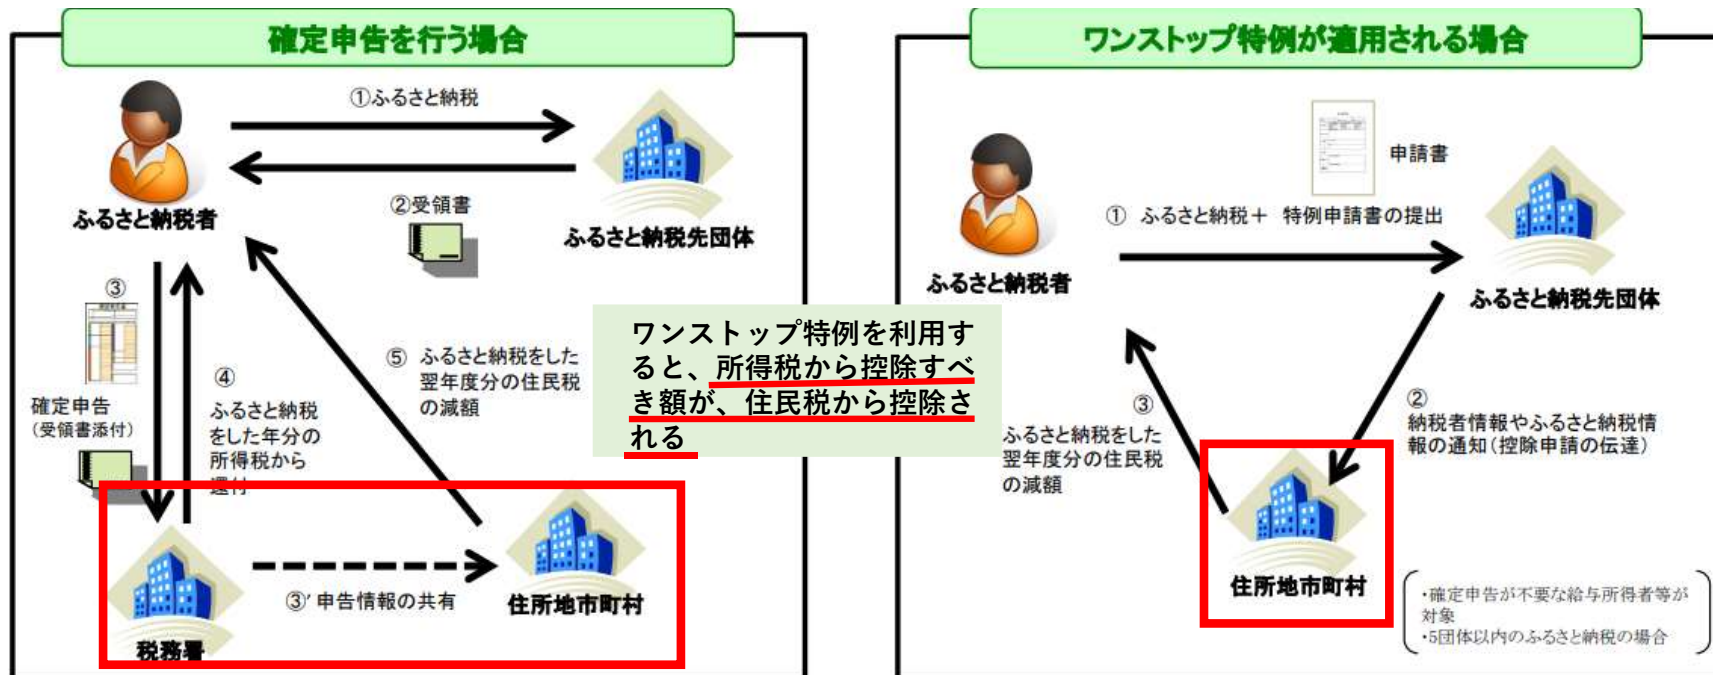 確定申告を行う場合
①ふるさと納税
ふるさと納税者
②受領書
ふるさと納税先団体
③
確定申告
(受領書添付)
④
ふるさと納税
をした年分の
所得税から
還付
⑤ ふるさと納税をした
翌年度分の住民税
の減額
③’申告情報の共有
税務署
住所地市町村
ワンストップ特例を利用す
ると、所得税から控除すべ
き額が、住民税から控除さ
れる
ワンストップ特例が適用される場合
申請書
① ふるさと納税＋ 特例申請書の提出
ふるさと納税者
ふるさと納税先団体
②
納税者情報やふるさと納税情
報の通知(控除申請の伝達)
③
ふるさと納税をした
翌年度分の住民税
の減額
住所地市町村
・確定申告が不要な給与所得者等が
対象
・5団体以内のふるさと納税の場合